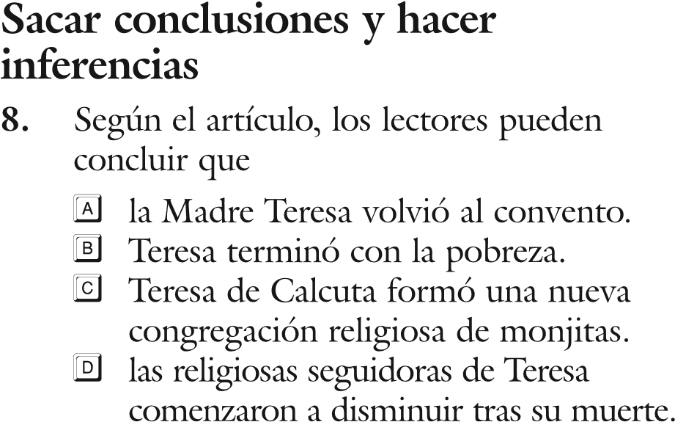 Sacar conclusiones y hacer
inferencias
8. Según el artículo, los lectores pueden
concluir que
A la Madre Teresa volvió al convento.
B Teresa terminó con la pobreza.
C Teresa de Calcuta formó una nueva
congregación religiosa de monjitas.
D las religiosas seguidoras de Teresa
comenzaron a disminuir tras su muerte.